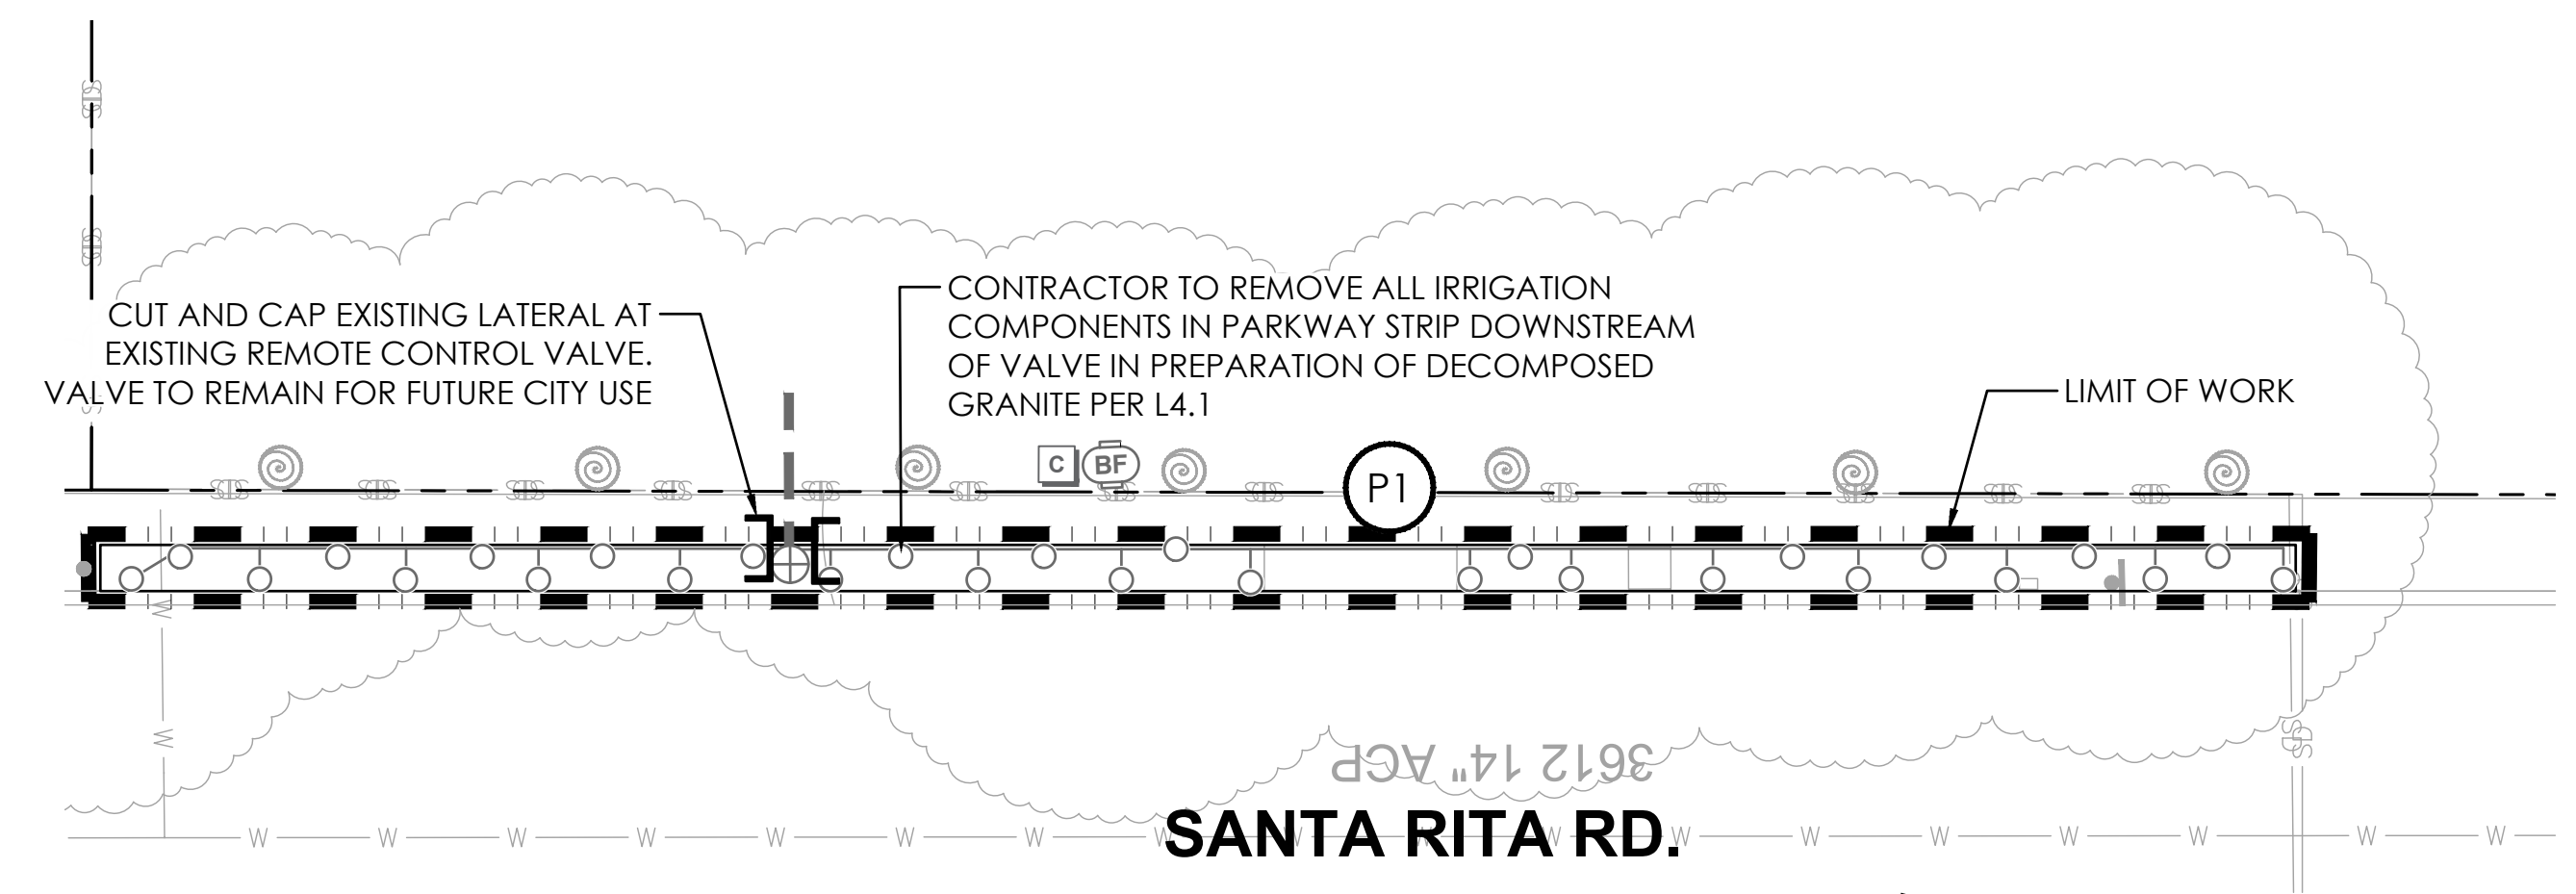 CUT AND CAP EXISTING LATERAL AT
EXISTING REMOTE CONTROL VALVE.
VALVE TO REMAIN FOR FUTURE CITY USE
CONTRACTOR TO REMOVE ALL IRRIGATION
COMPONENTS IN PARKWAY STRIP DOWNSTREAM
OF VALVE IN PREPARATION OF DECOMPOSED
GRANITE PER L4.1
LIMIT OF WORK
C
BF
P1
3612 14" ACP
SANTA RITA RD.
W
W
W W W W W W W W W W W W W W W W